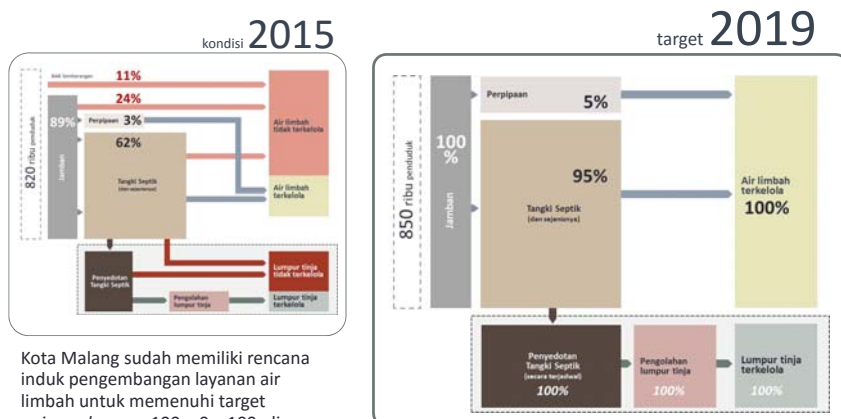 kondisi 2015
BAB Sembarangan 11%
24%
Perpipaan 3%
89%
62%
820 ribu penduduk
Jamban
Tangki Septik
(dan sejenisnya)
Air limbah
tidak terkelola
Air limbah
terkelola
Penyedotan
Tangki Septik
Pengolahan
lumpur tinja
Lumpur tinja
tidak terkelola
Lumpur tinja
terkelola
Kota Malang sudah memiliki rencana
induk pengembangan layanan air
limbah untuk memenuhi target
target 2019
Perpipaan
5%
100
%
95%
850 ribu penduduk
Jamban
Tangki Septik
(dan sejenisnya)
Air limbah
terkelola
100%
Penyedotan
Tangki Septik
(secara terjadwal)
100%
Pengolahan
lumpur tinja
100%
Lumpur tinja
terkelola
100%